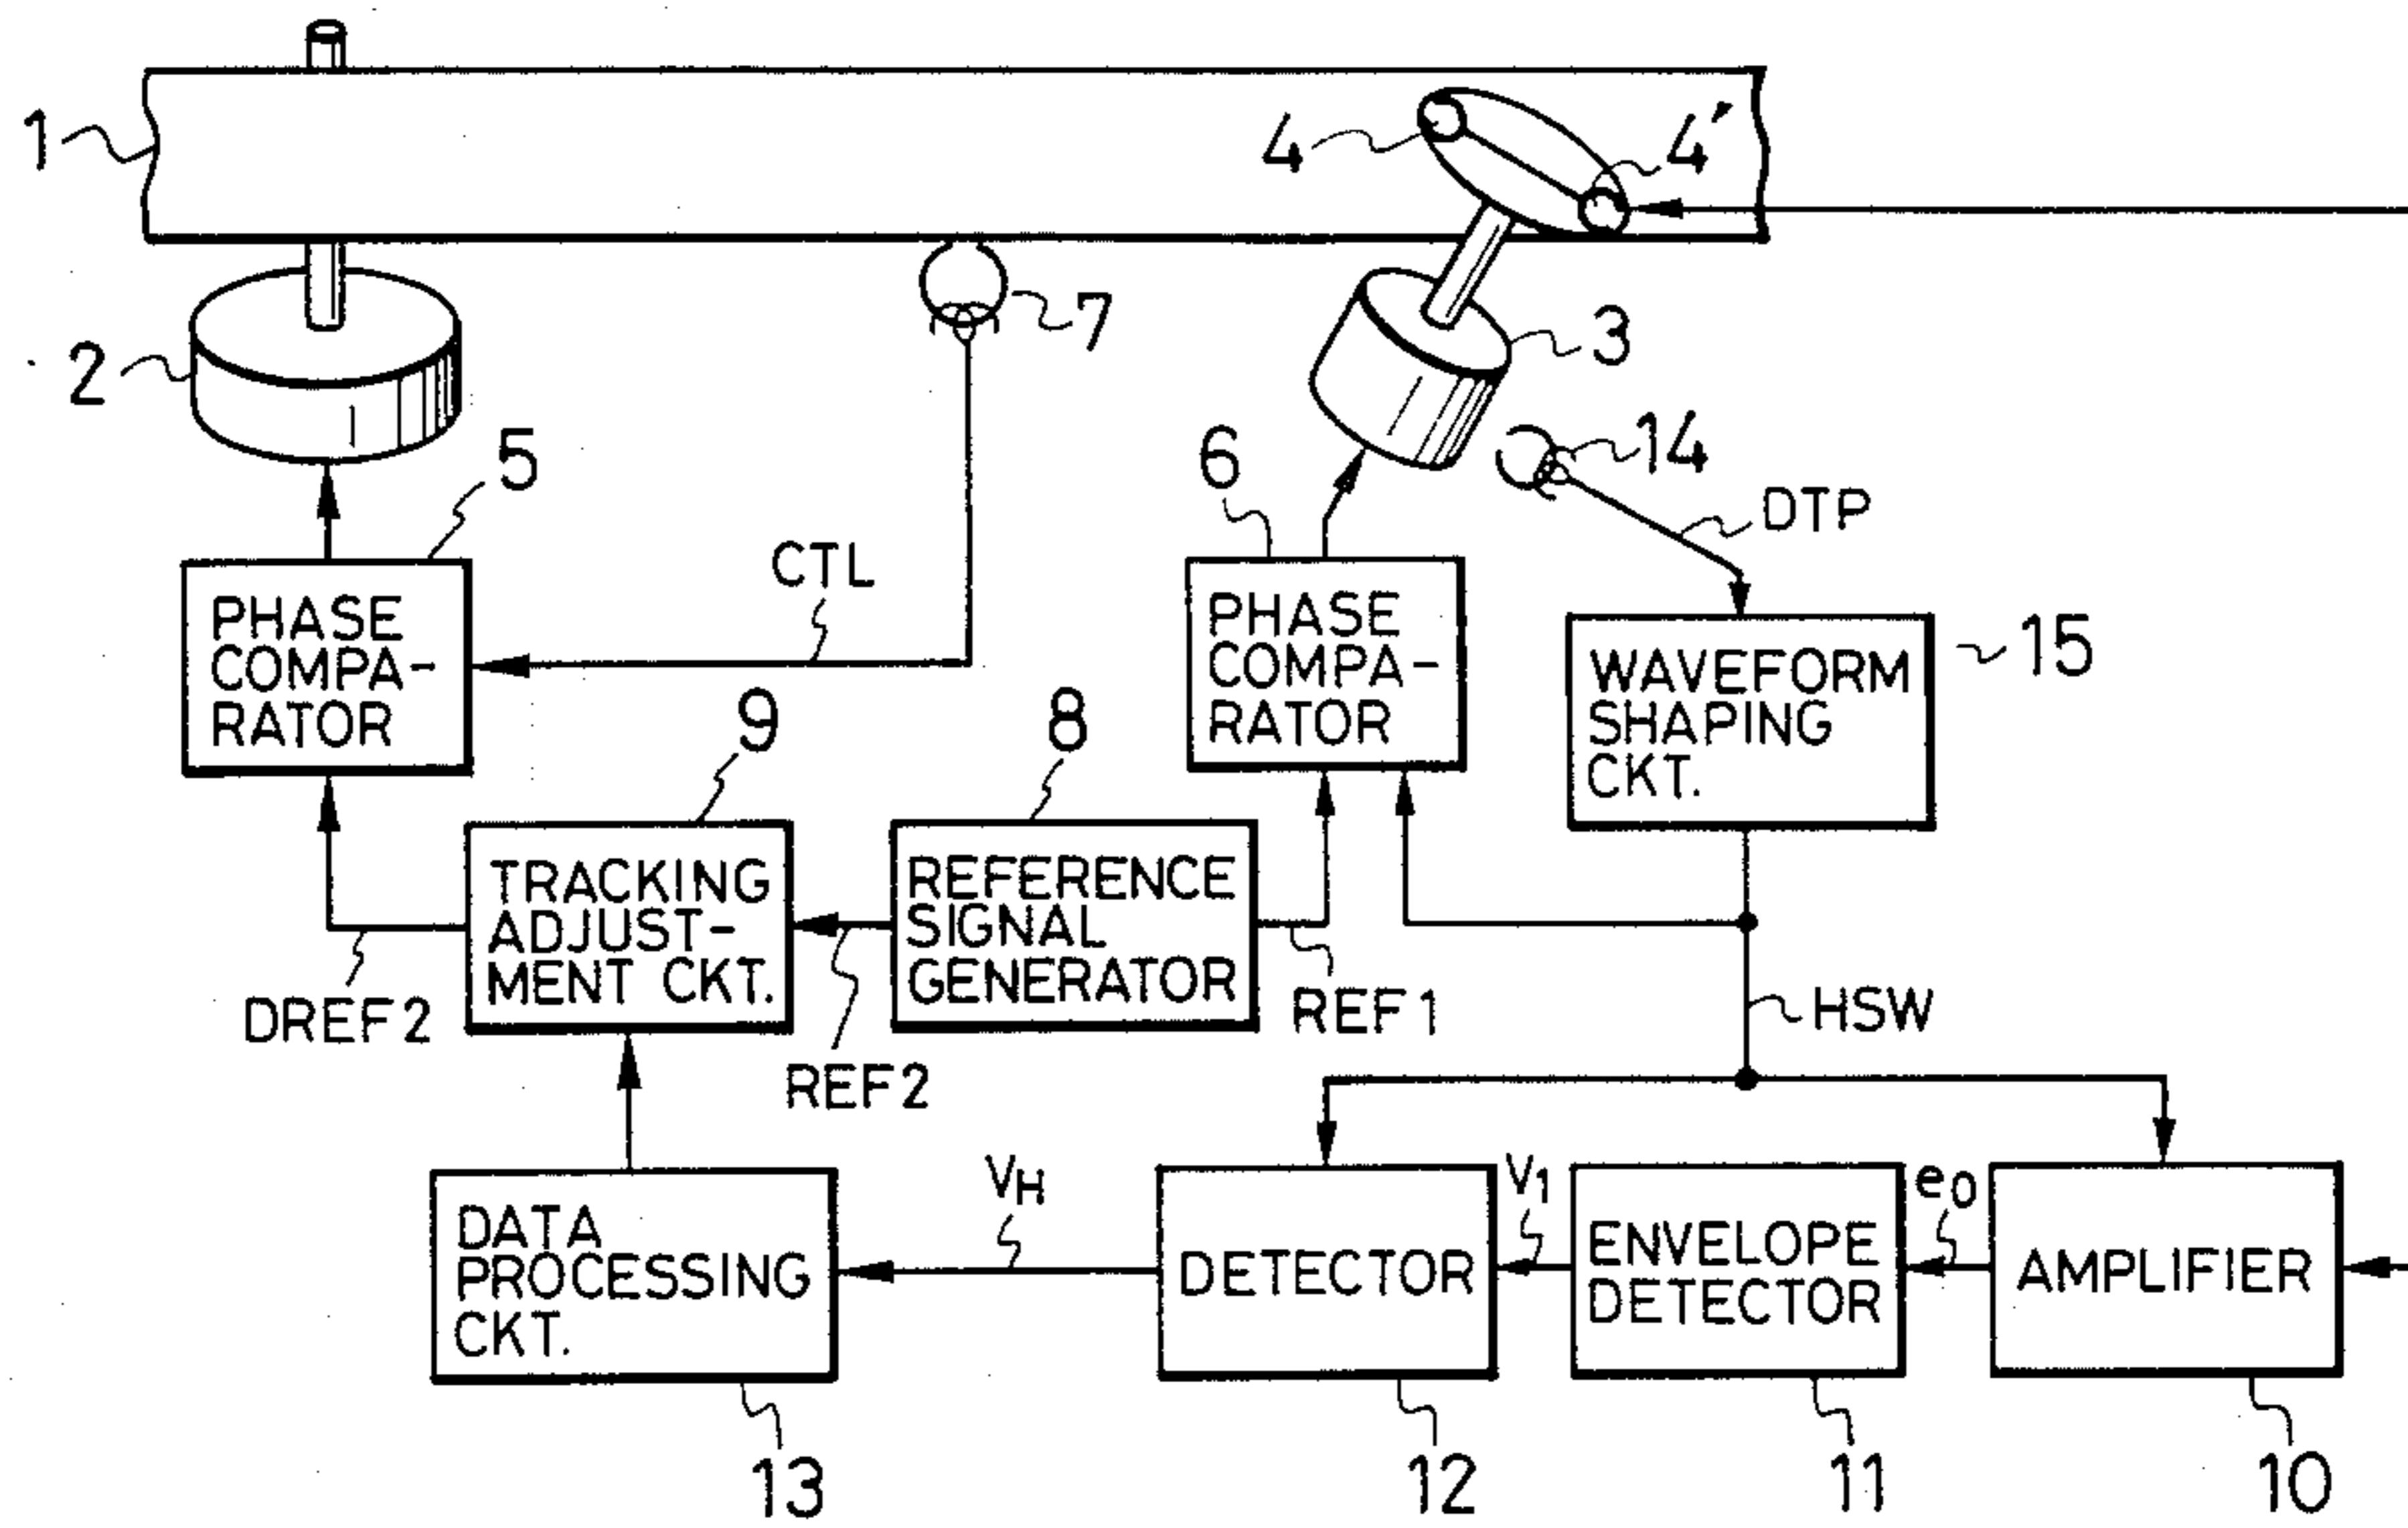 1
4
4'
2
7
3
5
6
14
DTP
CTL
PHASE
COMPA-
RATOR
PHASE
COMPA-
RATOR
15
WAVEFORM
SHAPING
CKT.
9
8
TRACKING
ADJUST-
MENT CKT.
REFERENCE
SIGNAL
GENERATOR
DREF2
REF2
REF1
HSW
VH
V1
e0
DATA
PROCESSING
CKT.
DETECTOR
ENVELOPE
DETECTOR
AMPLIFIER
13
12
11
10